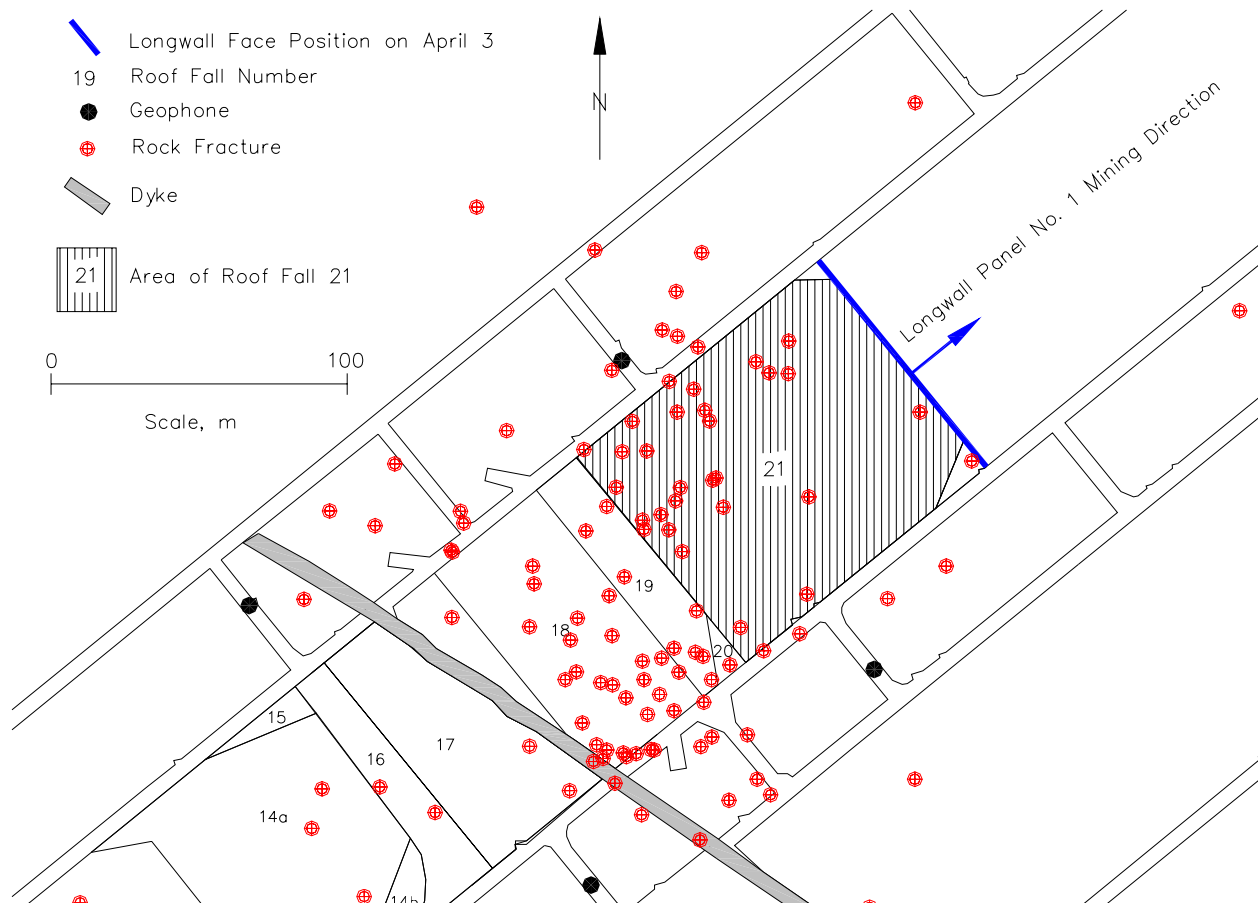 Longwall Face Position on April 3
19 Roof Fall Number
Geophone
Rock Fracture
Dyke
21 Area of Roof Fall 21
0 100
Scale, m
N
Longwall Panel No. 1 Mining Direction
21
19
18
20
17
15
16
14a
14b